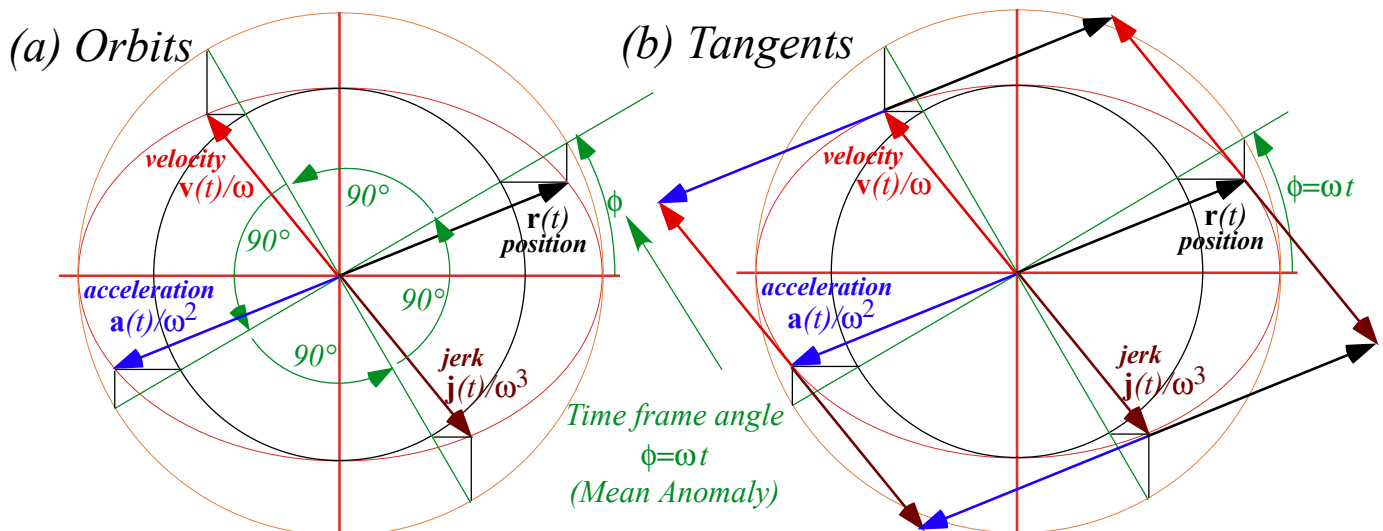 (a) Orbits
velocity
v(t)/ω
90°
90°
90°
90°
ϕ
r(t)
position
acceleration
a(t)/ω²
jerk
j(t)/ω³
Time frame angle
ϕ=ωt
(Mean Anomaly)
(b) Tangents
velocity
v(t)/ω
ϕ=ωt
r(t)
position
acceleration
a(t)/ω²
jerk
j(t)/ω³